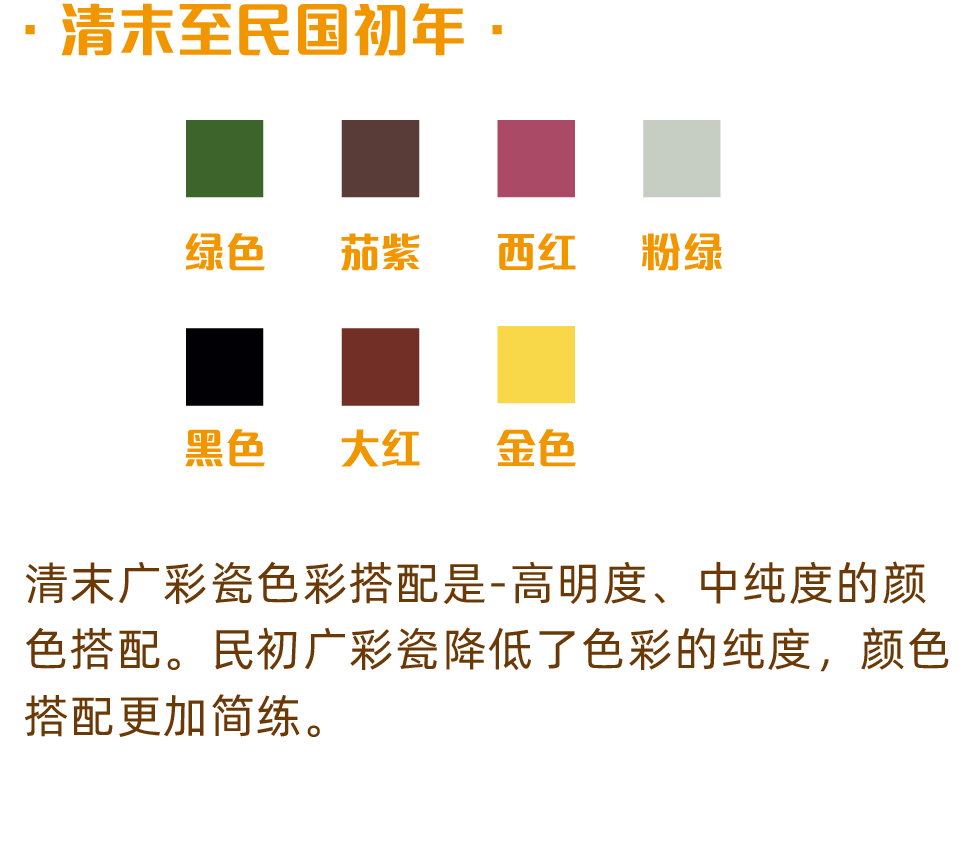 · 清末至民国初年 ·
绿色 茄紫 西红 粉绿
黑色 大红 金色
清末广彩瓷色彩搭配是-高明度、中纯度的颜
色搭配。民初广彩瓷降低了色彩的纯度，颜色
搭配更加简练。